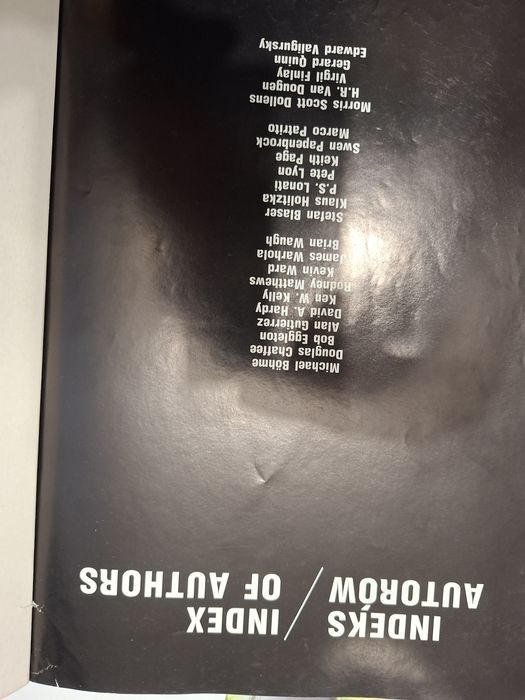 INDEKS / INDEX
AUTORÓW / OF AUTHORS
Michael Böhme
Douglas Chaffee
Bob Eggleton
Alan Gutierrez
David A. Hardy
Ken W. Kelly
Rodney Matthews
Kevin Ward
James Warhola
Brian Waugh
Stefan Blaser
Klaus Holitzka
P.S. Lonati
Pete Lyon
Keith Page
Swen Papenbrock
Marco Patrito
Morris Scott Dollens
H.R. Van Dougen
Virgil Finlay
Gerard Quinn
Edward Valigursky